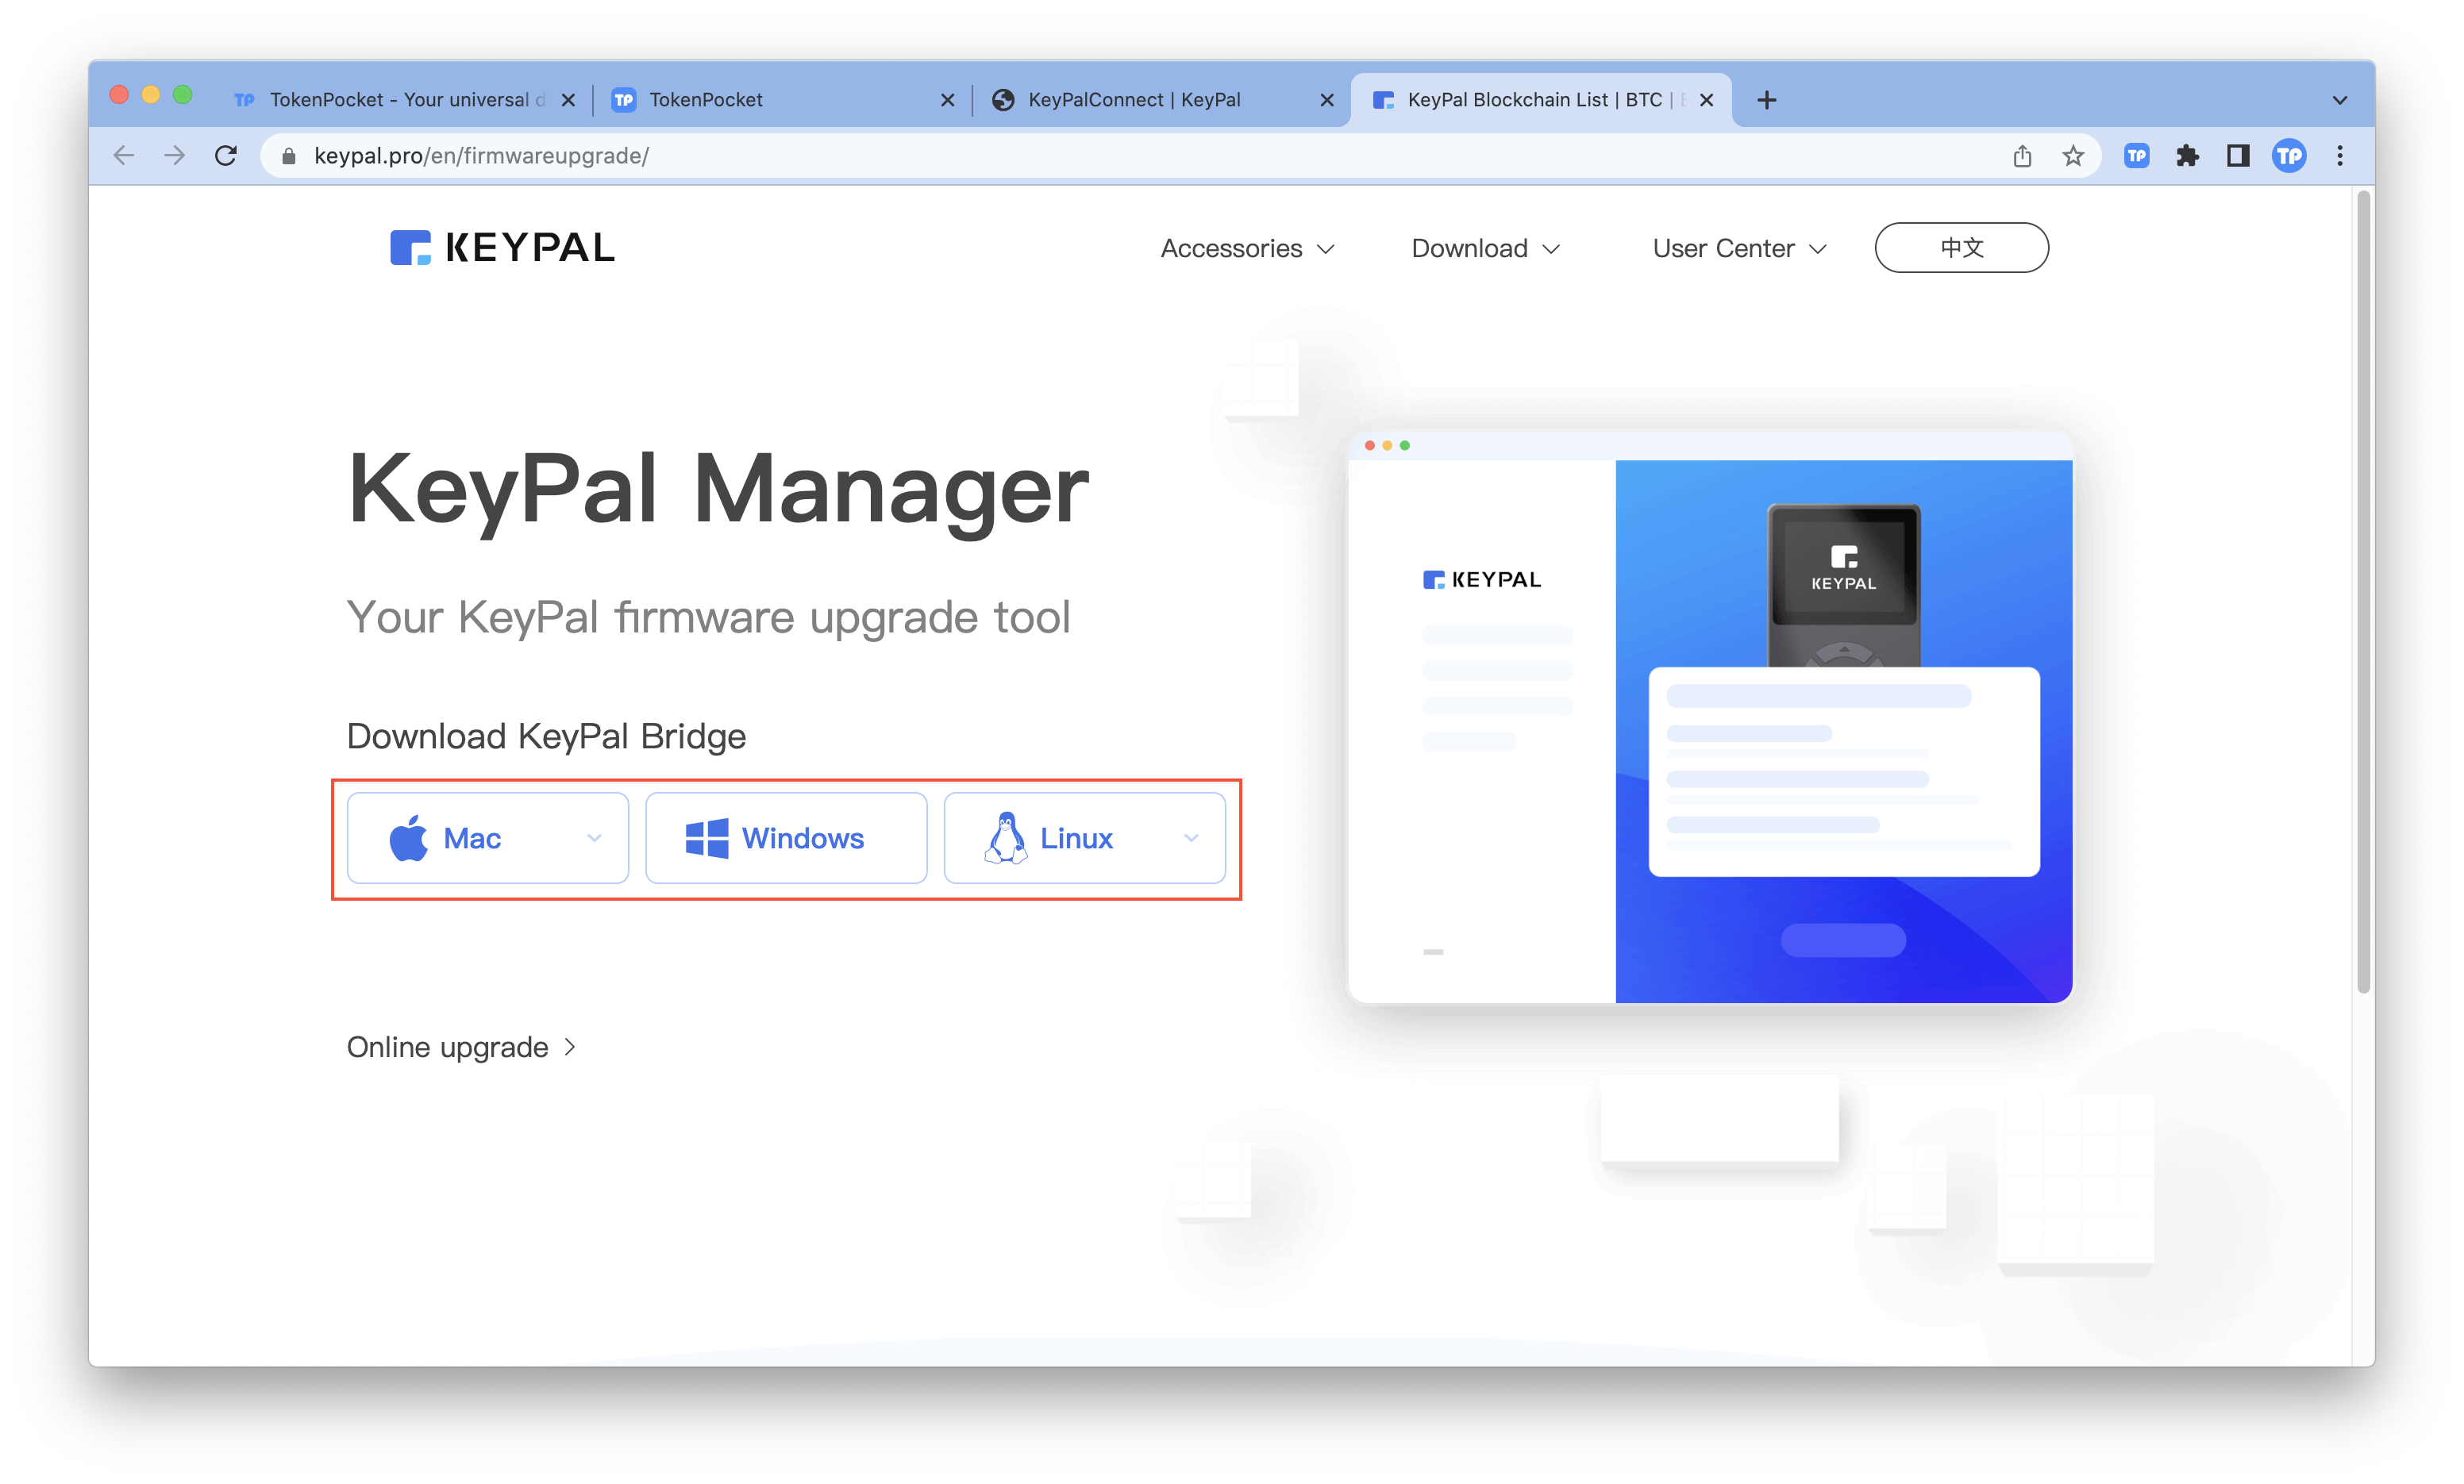 TokenPocket - Your universal d
TokenPocket
KeyPalConnect | KeyPal
KeyPal Blockchain List | BTC |
keypal.pro/en/firmwareupgrade/
TP
TP
KEYPAL
Accessories
Download
User Center
中文
KeyPal Manager
Your KeyPal firmware upgrade tool
Download KeyPal Bridge
Mac
Windows
Linux
Online upgrade >
KEYPAL
KEYPAL